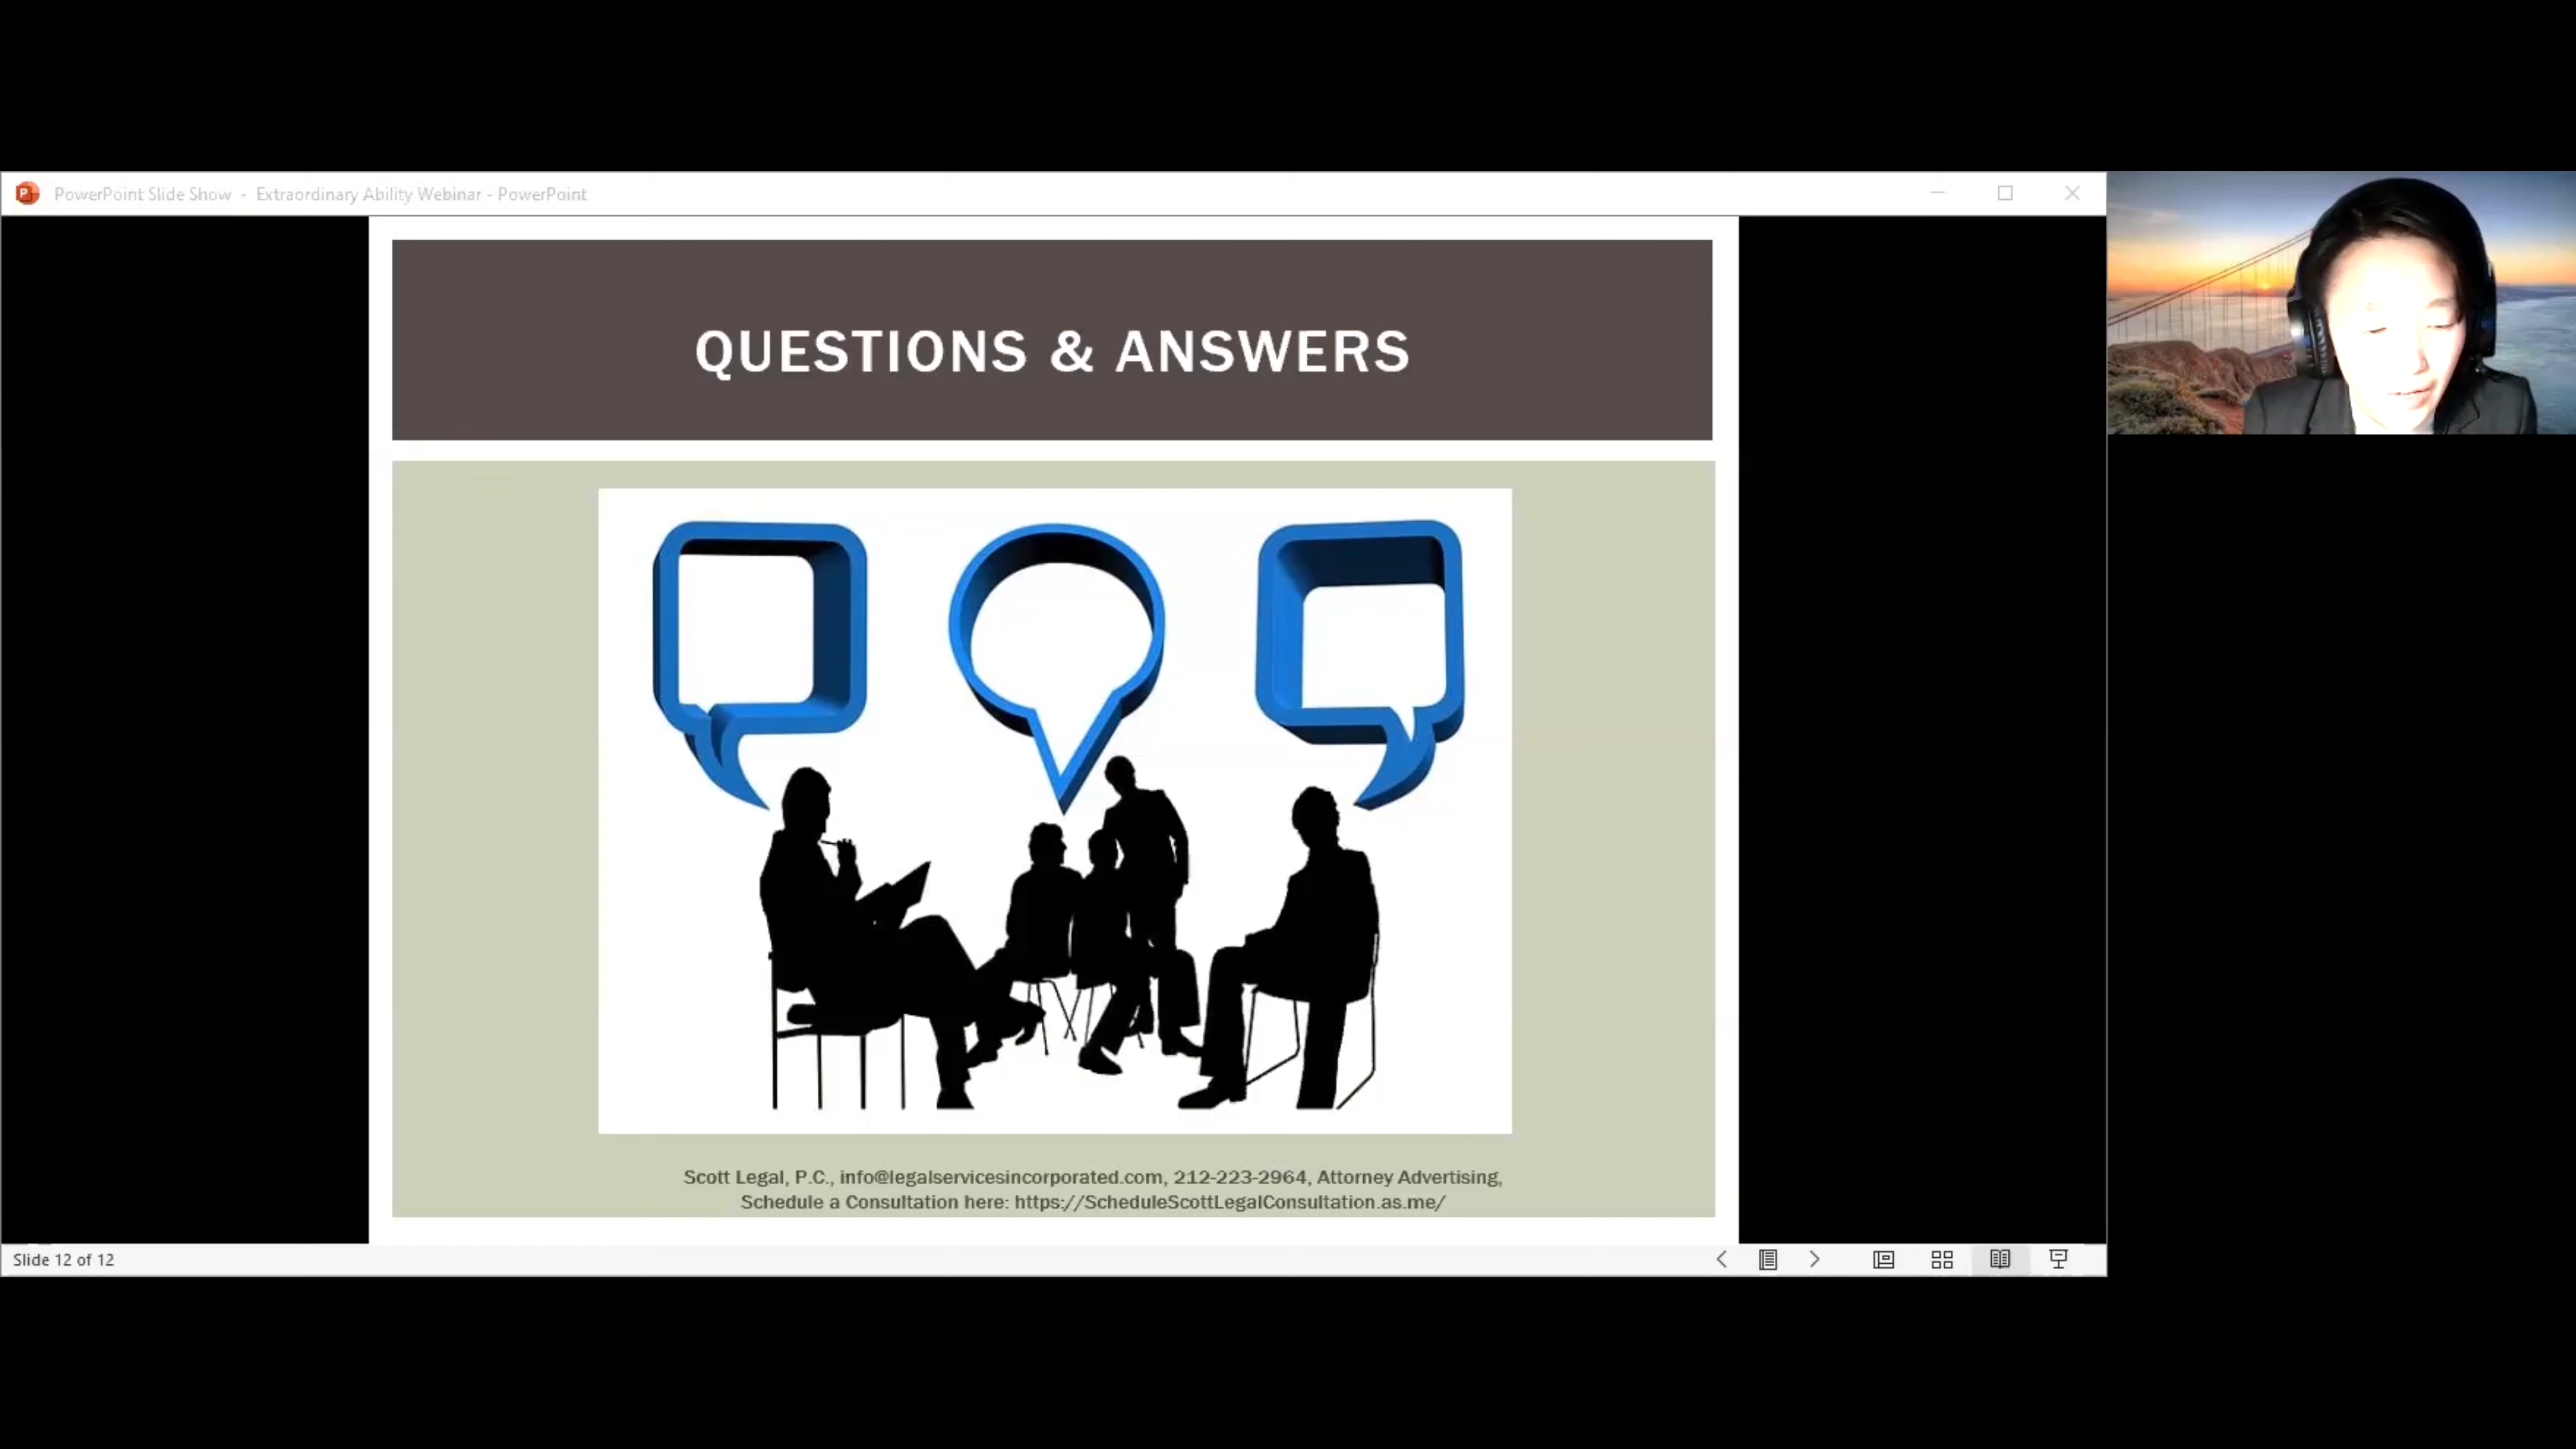 PowerPoint Slide Show - Extraordinary Ability Webinar - PowerPoint
QUESTIONS & ANSWERS
Scott Legal, P.C., info@legalservicesincorporated.com, 212-223-2964, Attorney Advertising,
Schedule a Consultation here: https://ScheduleScottLegalConsultation.as.me/
Slide 12 of 12